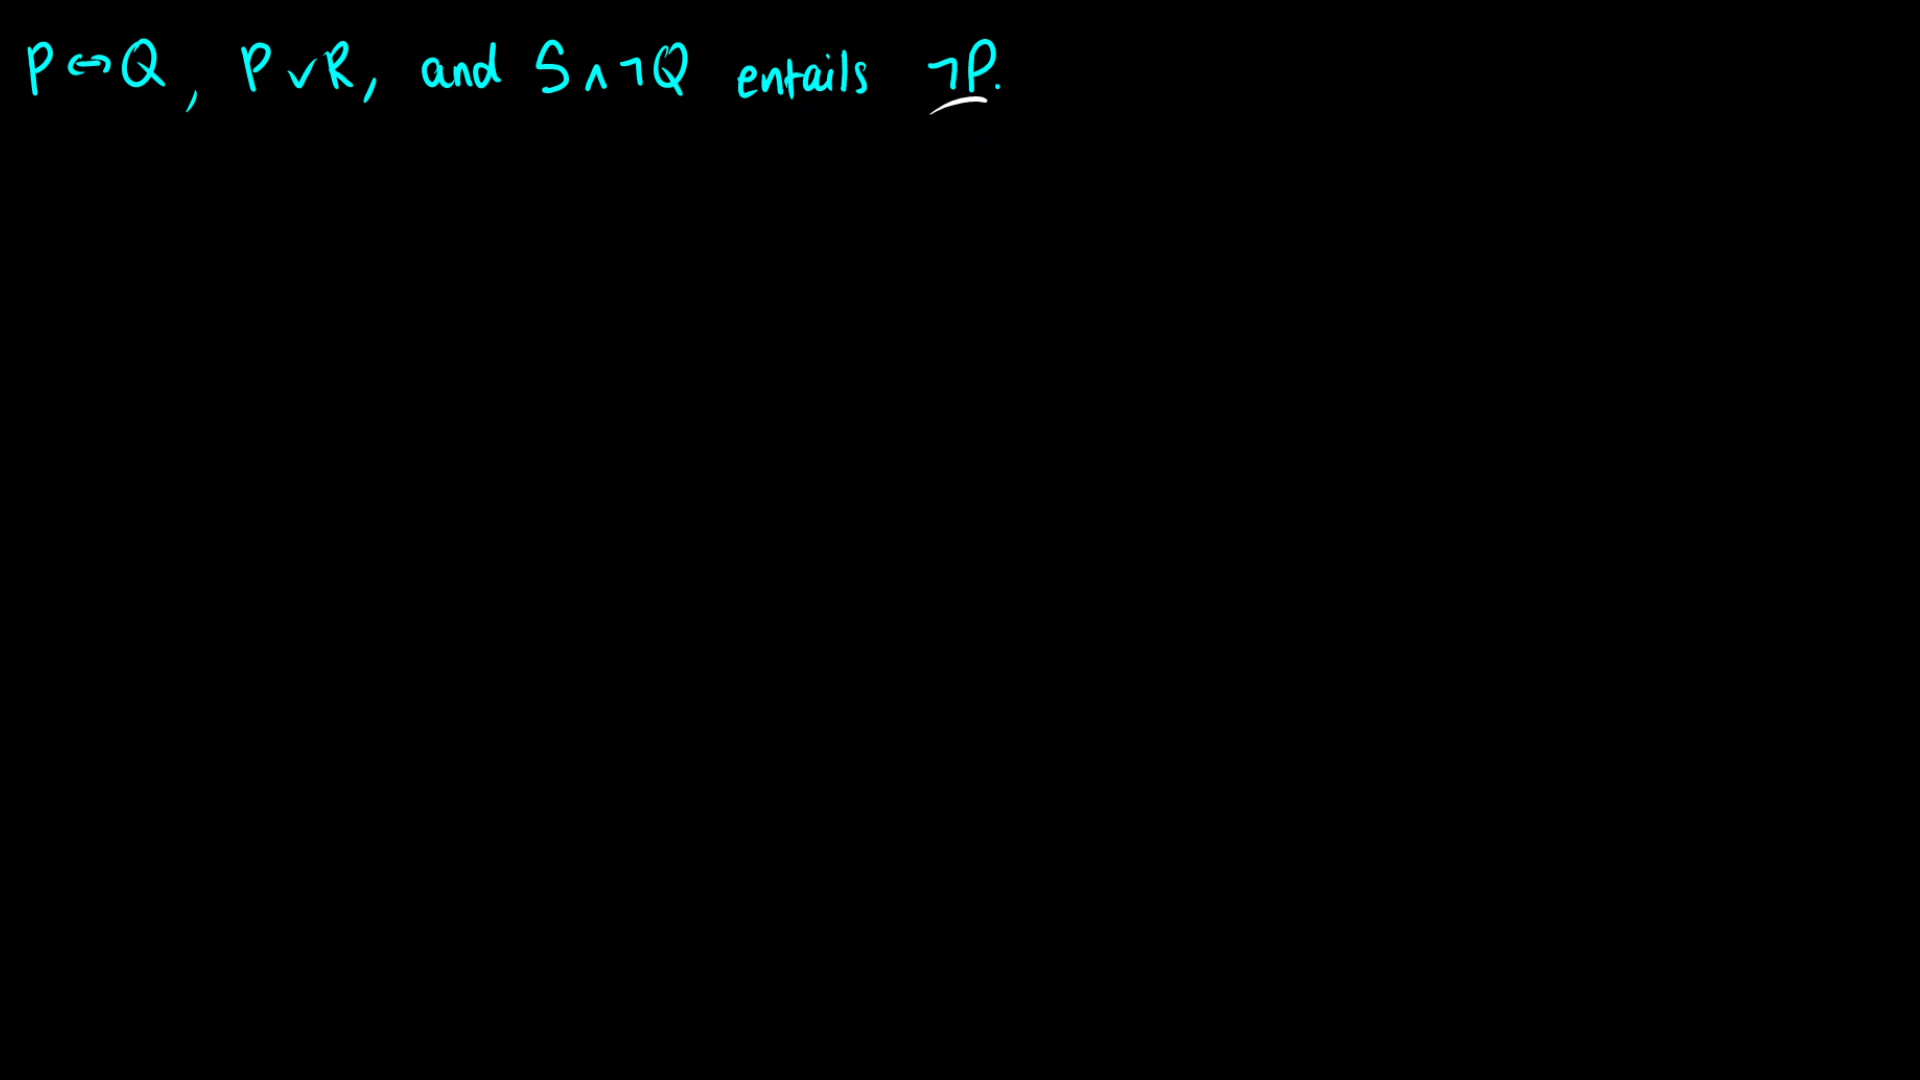 P↔Q, P∨R, and S∧¬Q entails ¬P.